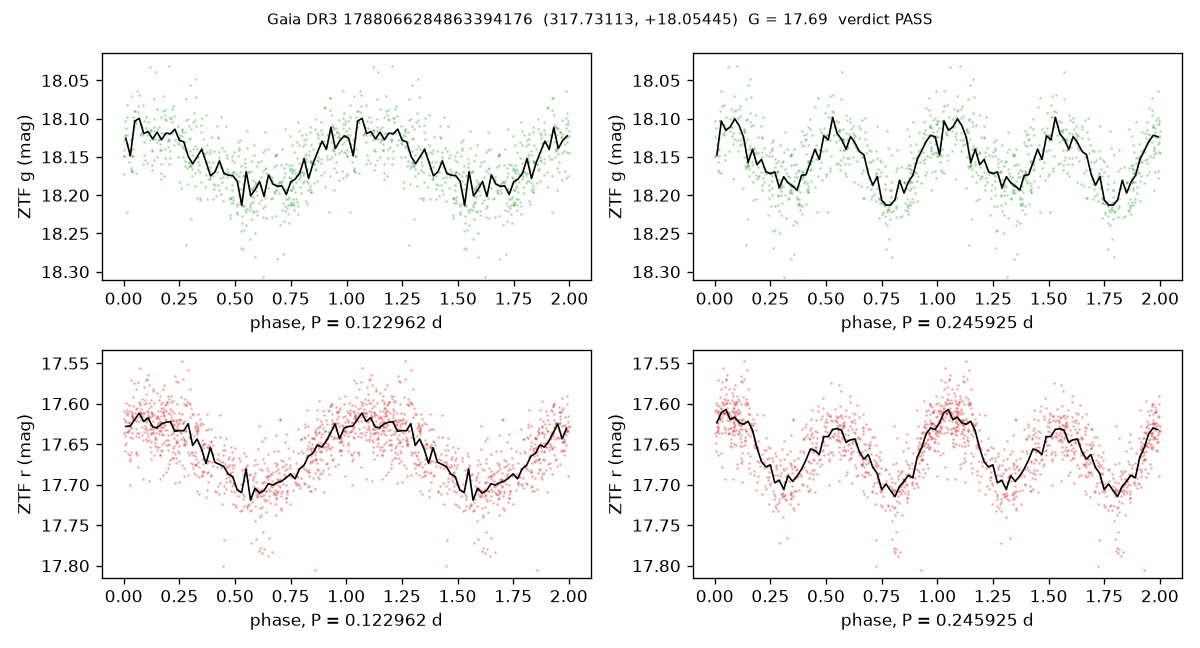 Gaia DR3 1788066284863394176  (317.73113, +18.05445)  G = 17.69  verdict PASS
ZTF g (mag)
18.05
18.10
18.15
18.20
18.25
18.30
0.00 0.25 0.50 0.75 1.00 1.25 1.50 1.75 2.00
phase, P = 0.122962 d
ZTF g (mag)
18.05
18.10
18.15
18.20
18.25
18.30
0.00 0.25 0.50 0.75 1.00 1.25 1.50 1.75 2.00
phase, P = 0.245925 d
ZTF r (mag)
17.55
17.60
17.65
17.70
17.75
17.80
0.00 0.25 0.50 0.75 1.00 1.25 1.50 1.75 2.00
phase, P = 0.122962 d
ZTF r (mag)
17.55
17.60
17.65
17.70
17.75
17.80
0.00 0.25 0.50 0.75 1.00 1.25 1.50 1.75 2.00
phase, P = 0.245925 d